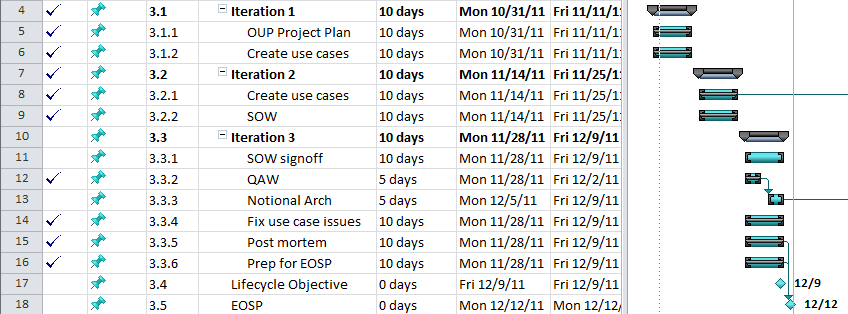 4 3.1 Iteration 1 10 days Mon 10/31/11 Fri 11/11/11
5 3.1.1 OUP Project Plan 10 days Mon 10/31/11 Fri 11/11/11
6 3.1.2 Create use cases 10 days Mon 10/31/11 Fri 11/11/11
7 3.2 Iteration 2 10 days Mon 11/14/11 Fri 11/25/11
8 3.2.1 Create use cases 10 days Mon 11/14/11 Fri 11/25/11
9 3.2.2 SOW 10 days Mon 11/14/11 Fri 11/25/11
10 3.3 Iteration 3 10 days Mon 11/28/11 Fri 12/9/11
11 3.3.1 SOW signoff 10 days Mon 11/28/11 Fri 12/9/11
12 3.3.2 QAW 5 days Mon 11/28/11 Fri 12/2/11
13 3.3.3 Notional Arch 5 days Mon 12/5/11 Fri 12/9/11
14 3.3.4 Fix use case issues 10 days Mon 11/28/11 Fri 12/9/11
15 3.3.5 Post mortem 10 days Mon 11/28/11 Fri 12/9/11
16 3.3.6 Prep for EOSP 10 days Mon 11/28/11 Fri 12/9/11
17 3.4 Lifecycle Objective 0 days Fri 12/9/11 Fri 12/9/11 12/9
18 3.5 EOSP 0 days Mon 12/12/11 Mon 12/12/ 12/12